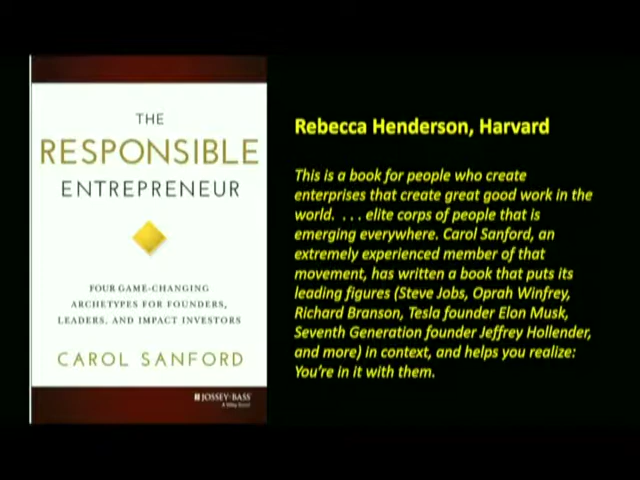 THE
RESPONSIBLE
ENTREPRENEUR
FOUR GAME-CHANGING
ARCHETYPES FOR FOUNDERS,
LEADERS, AND IMPACT INVESTORS
CAROL SANFORD
JOSSEY-BASS
A Wiley Brand
Rebecca Henderson, Harvard
This is a book for people who create
enterprises that create great good work in the
world. . . . elite corps of people that is
emerging everywhere. Carol Sanford, an
extremely experienced member of that
movement, has written a book that puts its
leading figures (Steve Jobs, Oprah Winfrey,
Richard Branson, Tesla founder Elon Musk,
Seventh Generation founder Jeffrey Hollender,
and more) in context, and helps you realize:
You're in it with them.